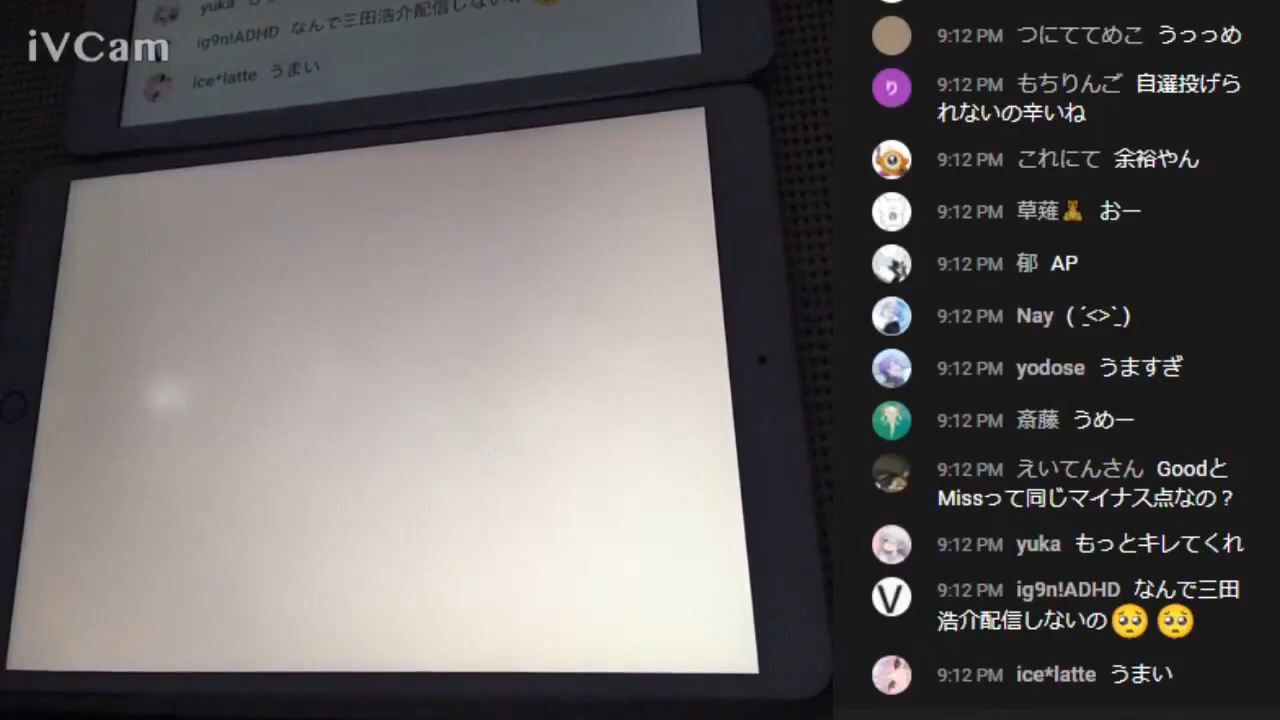 iVCam
yuka
ig9n!ADHD なんで三田浩介配信しないの
ice*latte うまい
9:12 PM つにててめこ うっっめ
り
9:12 PM もちりんご 自選投げら
れないの辛いね
9:12 PM これにて 余裕やん
9:12 PM 草薙🧸 おー
9:12 PM 郁 AP
9:12 PM Nay ( ´͈<>`͈ )
9:12 PM yodose うますぎ
9:12 PM 斎藤 うめー
9:12 PM えいてんさん Goodと
Missって同じマイナス点なの？
9:12 PM yuka もっとキレてくれ
V
9:12 PM ig9n!ADHD なんで三田
浩介配信しないの🥺🥺
9:12 PM ice*latte うまい